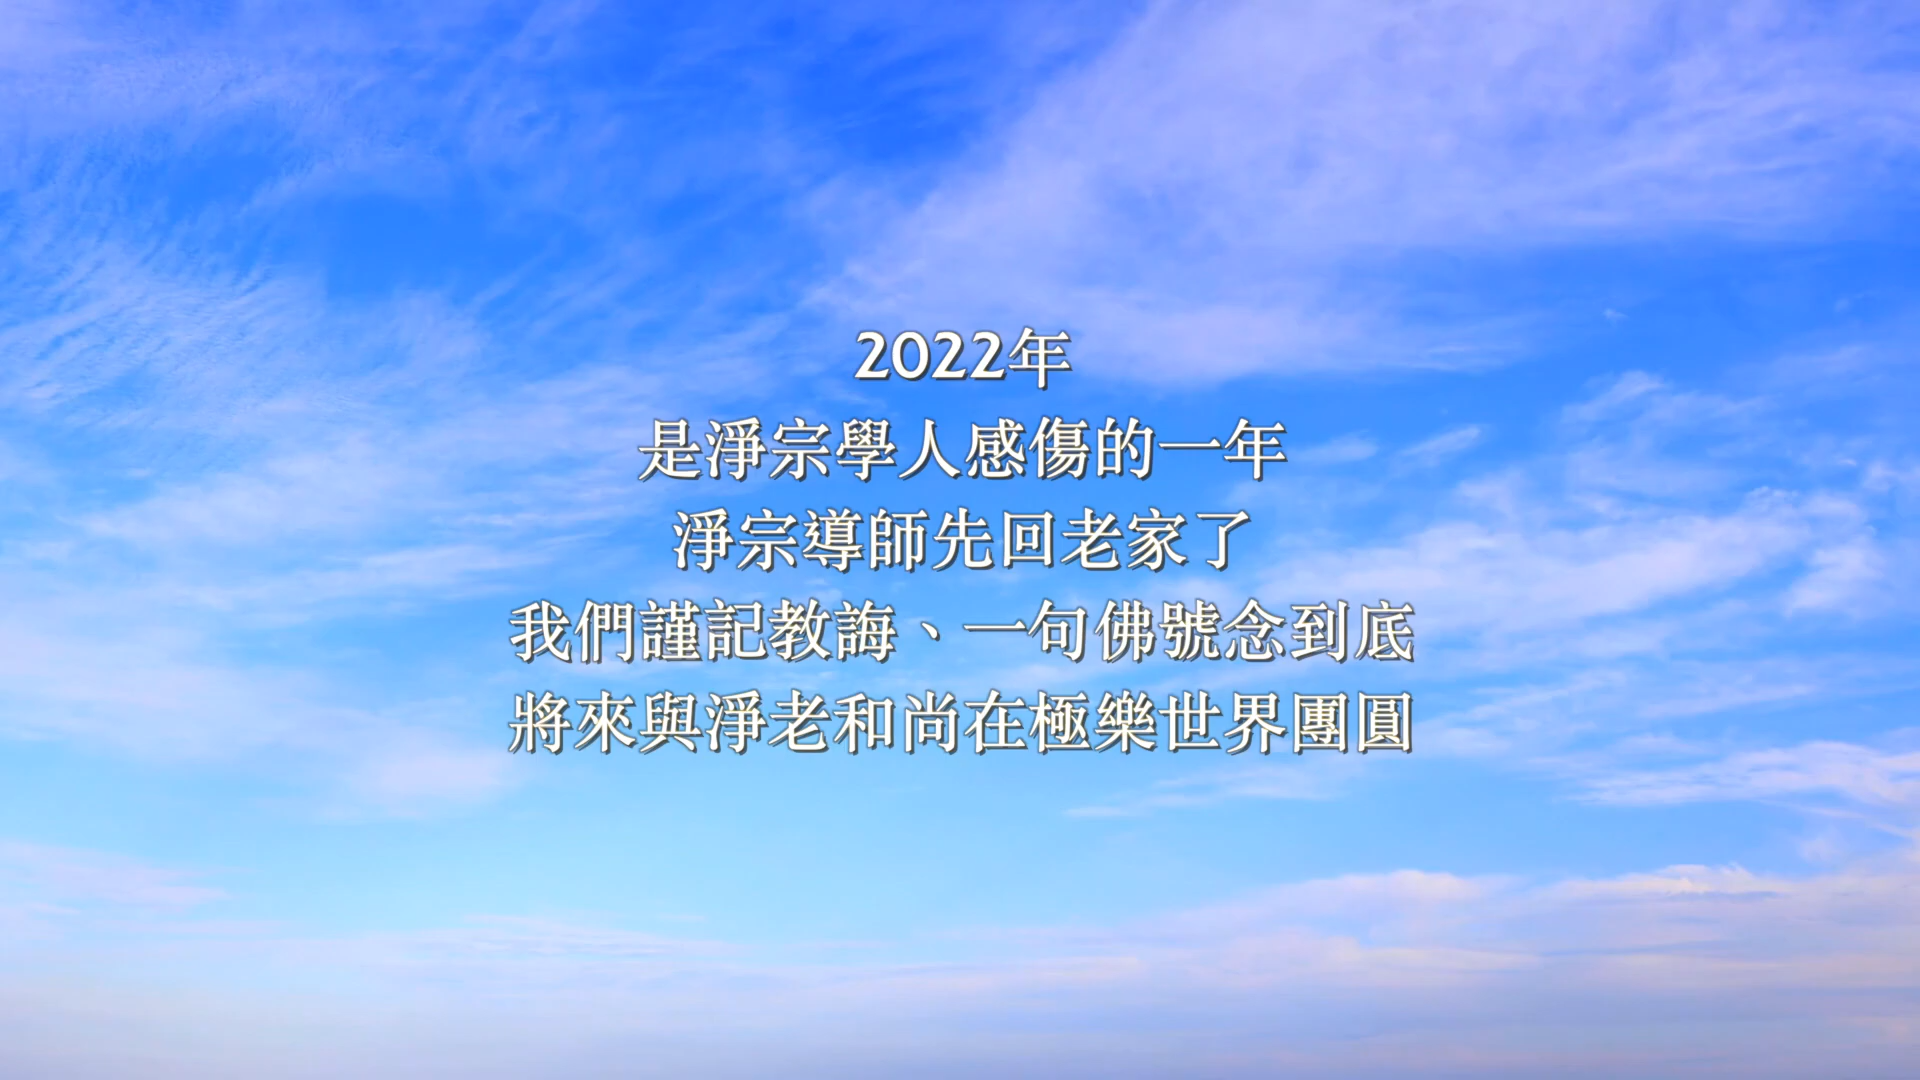 2022年
是淨宗學人感傷的一年
淨宗導師先回老家了
我們謹記教誨、一句佛號念到底
將來與淨老和尚在極樂世界團圓